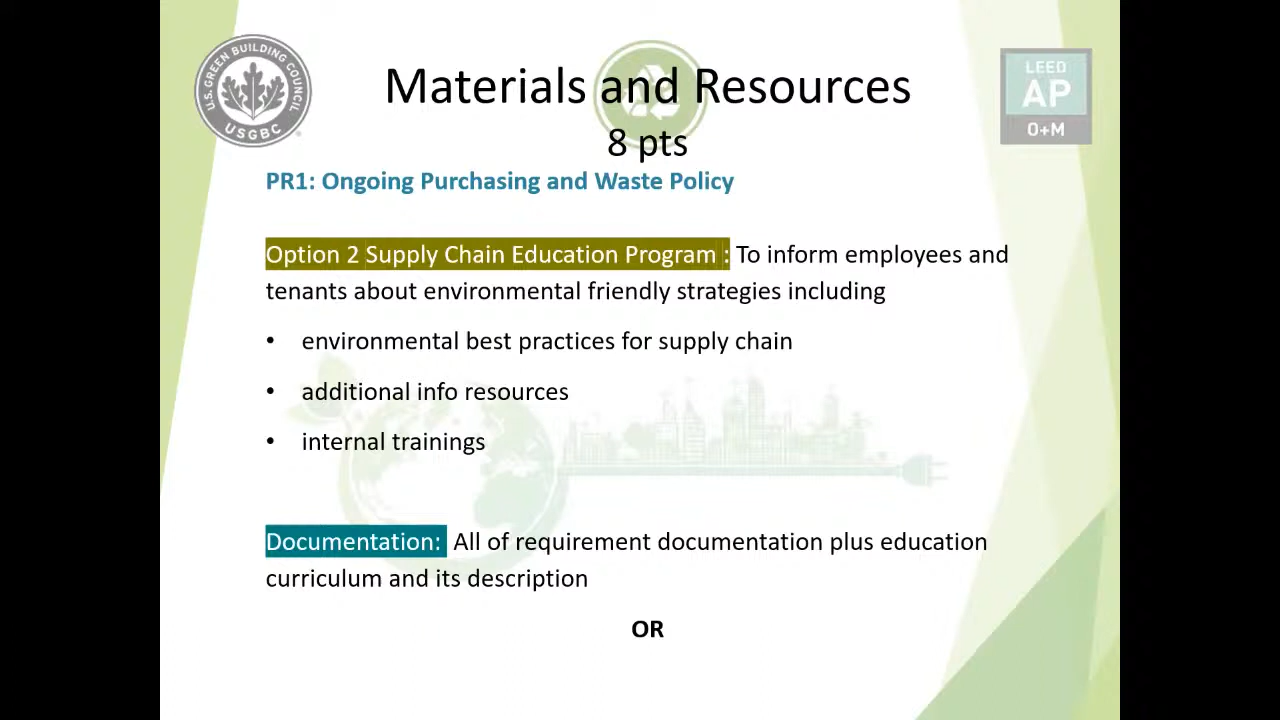 U.S. GREEN BUILDING COUNCIL
USGBC
LEED
AP
O+M
Materials and Resources
8 pts
PR1: Ongoing Purchasing and Waste Policy
Option 2 Supply Chain Education Program : To inform employees and
tenants about environmental friendly strategies including
• environmental best practices for supply chain
• additional info resources
• internal trainings
Documentation: All of requirement documentation plus education
curriculum and its description
OR